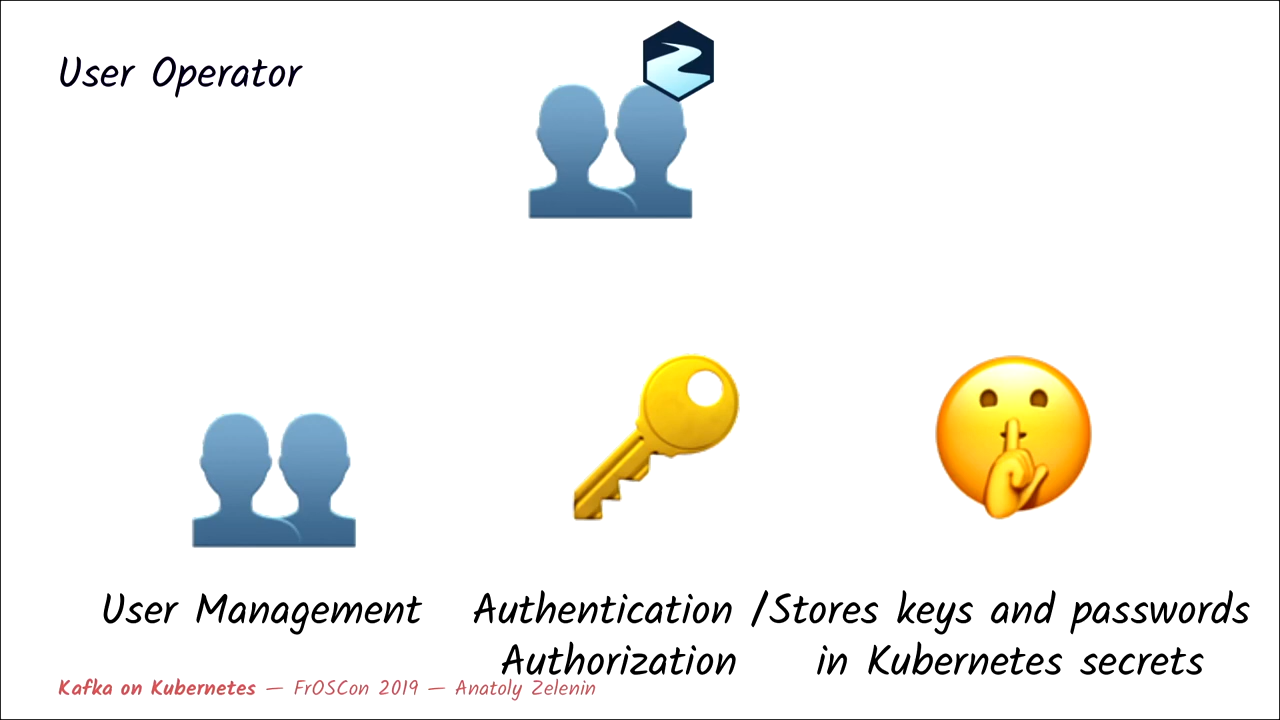 User Operator
User Management
Authentication /
Authorization
Stores keys and passwords
in Kubernetes secrets
Kafka on Kubernetes — FrOSCon 2019 — Anatoly Zelenin